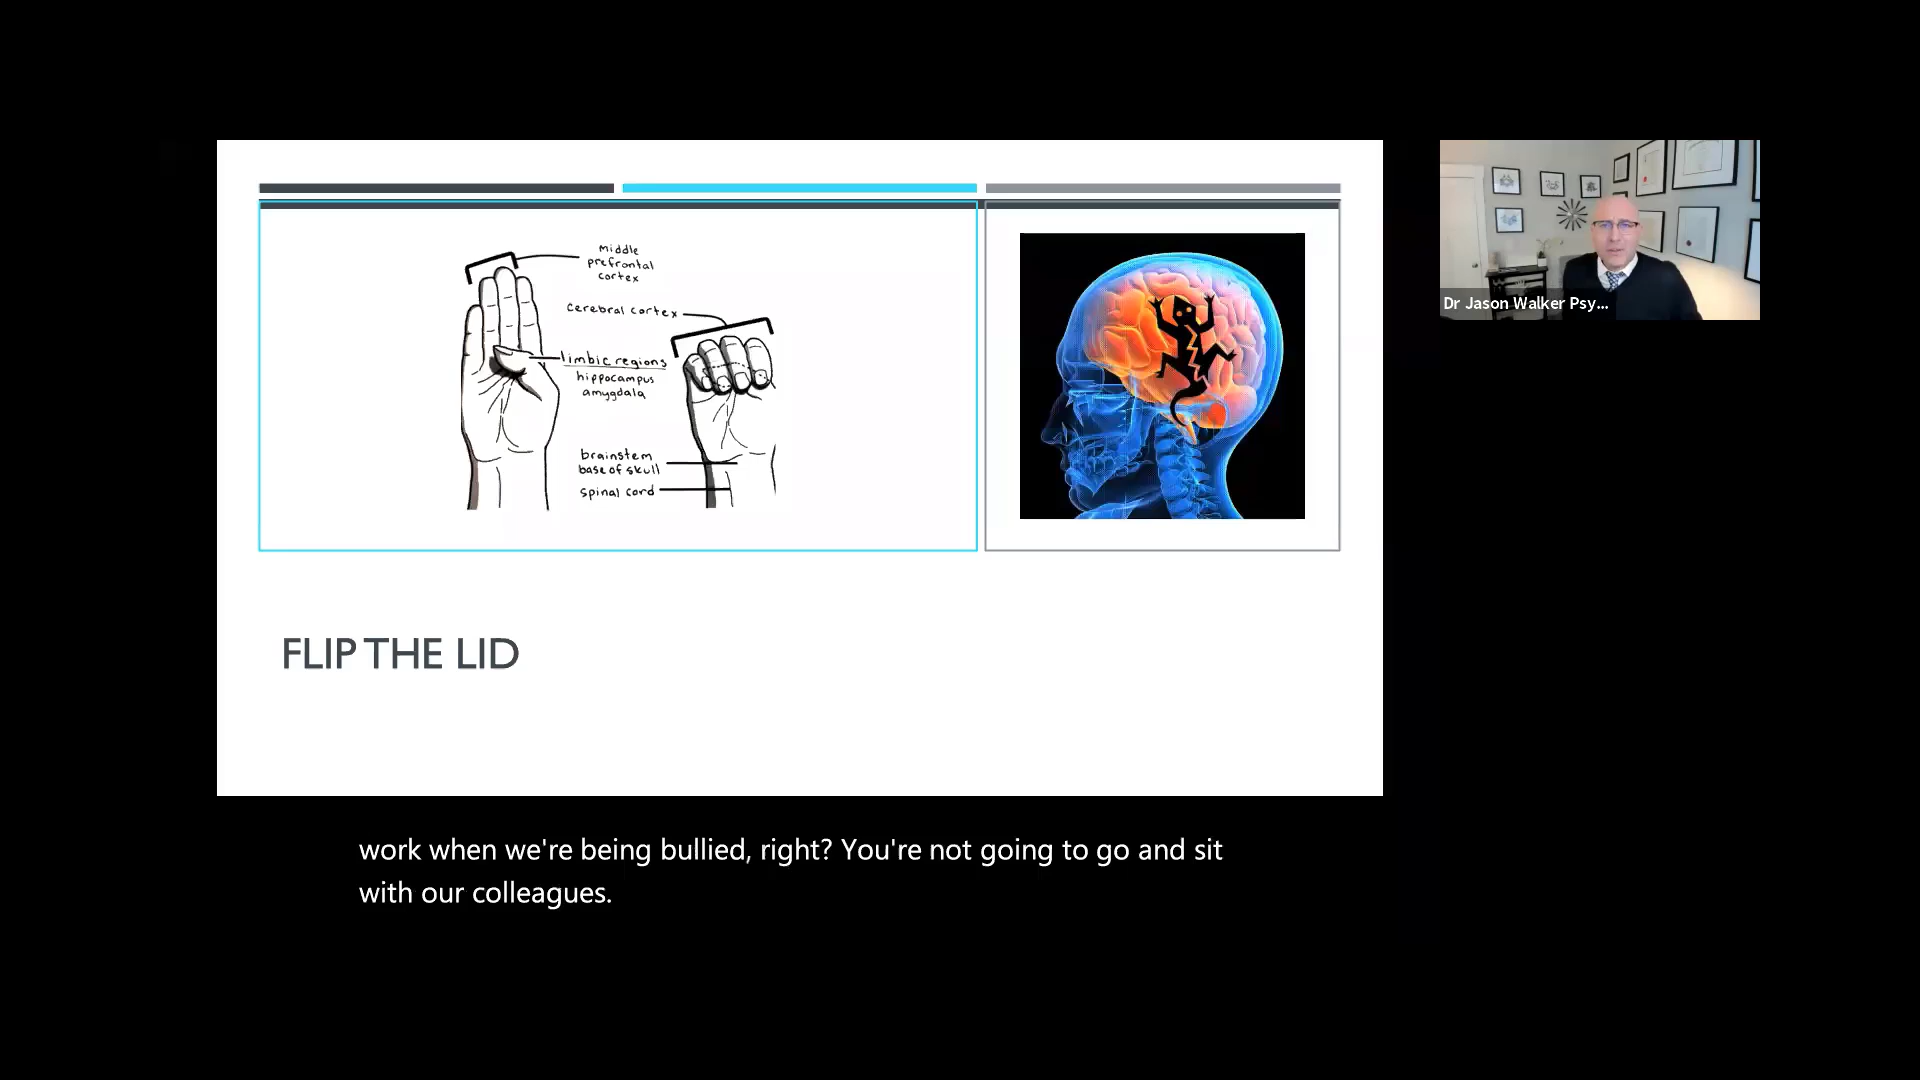 middle
prefrontal
cortex
cerebral cortex
limbic regions
hippocampus
amygdala
brainstem
base of skull
spinal cord
FLIP THE LID
Dr Jason Walker Psy...
work when we're being bullied, right? You're not going to go and sit
with our colleagues.